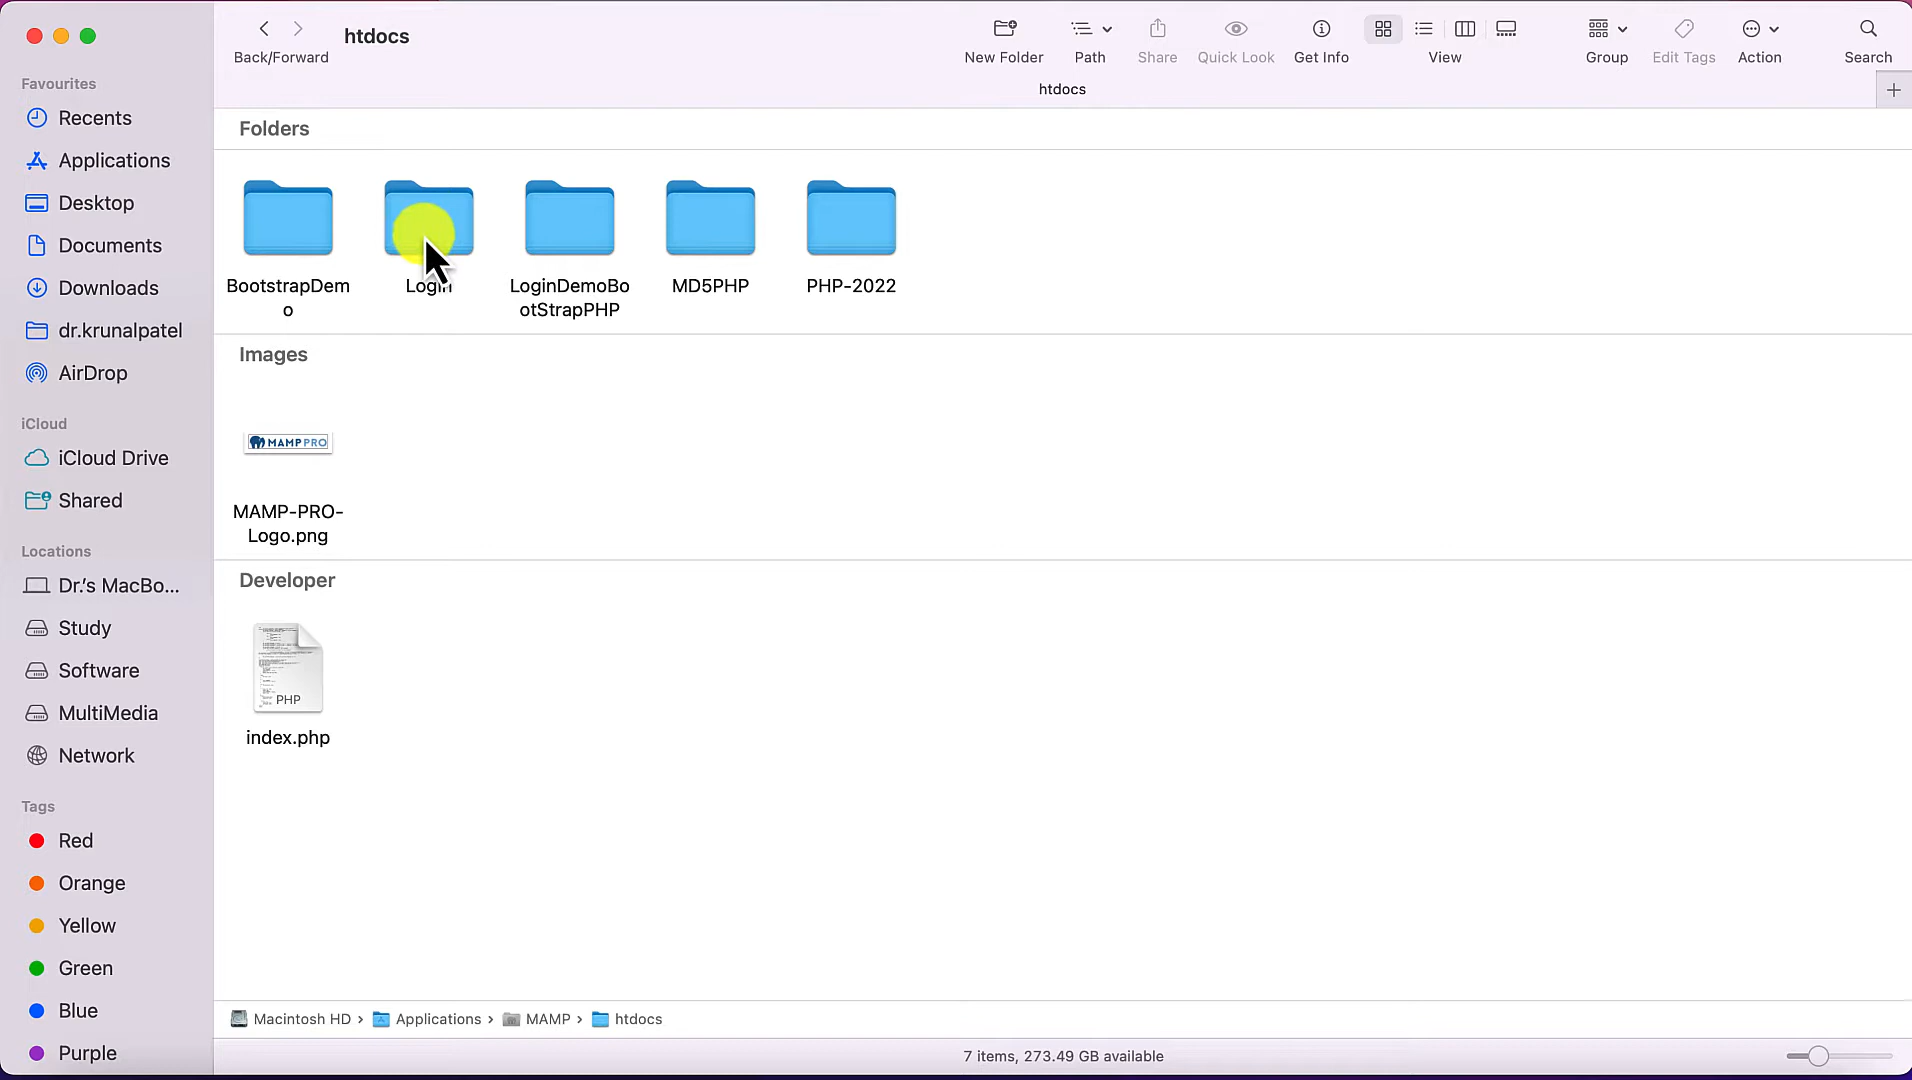 htdocs
Back/Forward
New Folder
Path
Share
Quick Look
Get Info
View
Group
Edit Tags
Action
Search
htdocs
Favourites
Recents
Applications
Desktop
Documents
Downloads
dr.krunalpatel
AirDrop
iCloud
iCloud Drive
Shared
Locations
Dr.'s MacBo...
Study
Software
MultiMedia
Network
Tags
Red
Orange
Yellow
Green
Blue
Purple
Folders
BootstrapDem
o
Login
LoginDemoBo
otStrapPHP
MD5PHP
PHP-2022
Images
MAMP PRO
MAMP-PRO-
Logo.png
Developer
PHP
index.php
Macintosh HD › Applications › MAMP › htdocs
7 items, 273.49 GB available